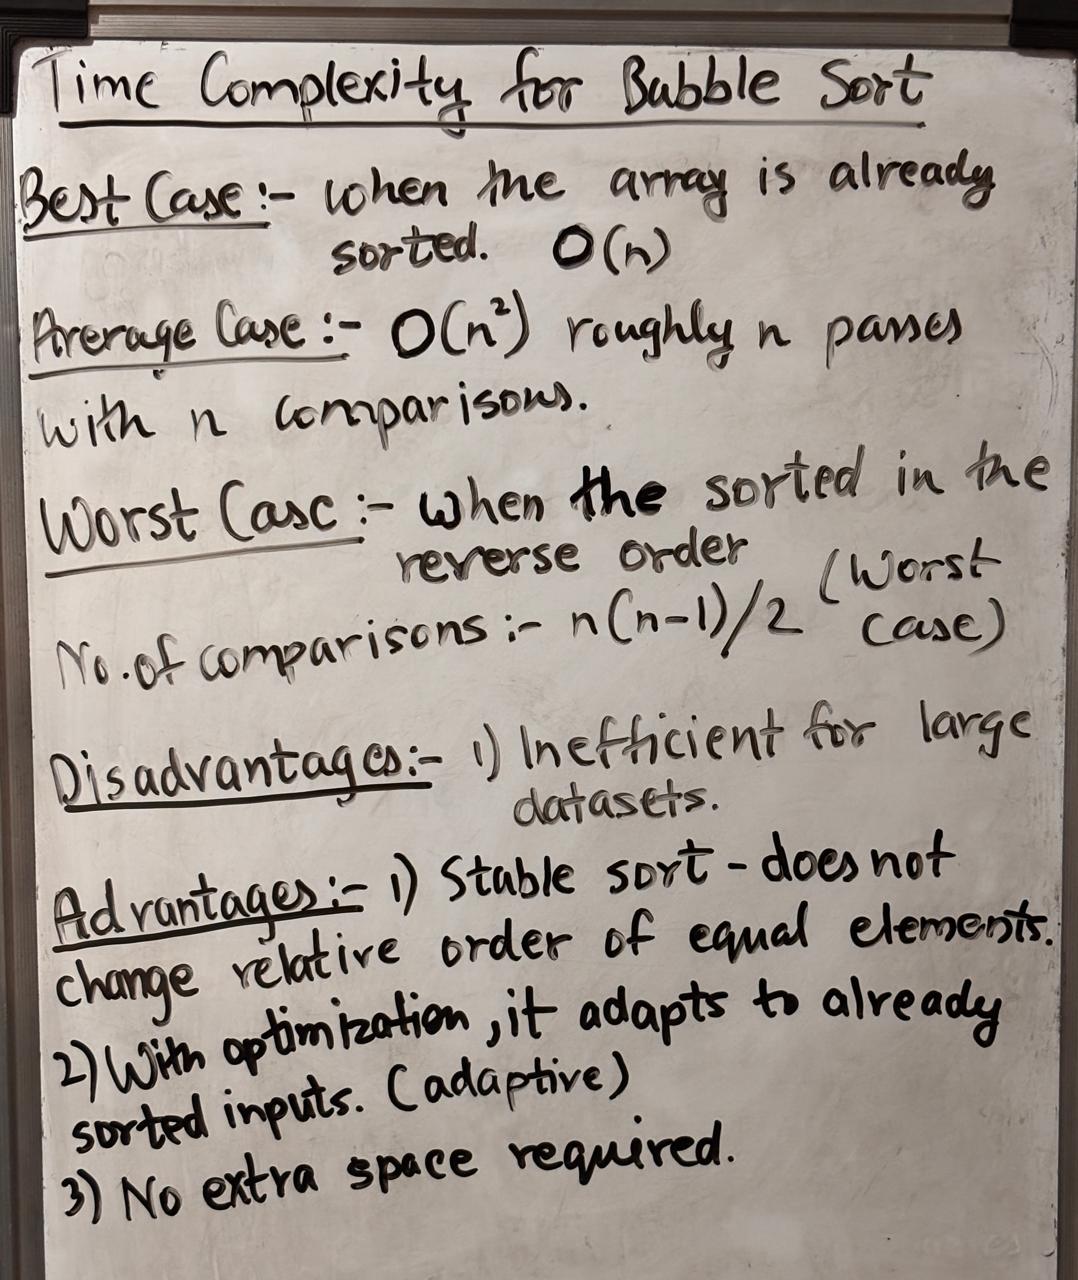 Time Complexity for Bubble Sort
Best Case :- when the array is already
sorted. O(n)
Average Case :- O(n²) roughly n passes
with n comparisons.
Worst Case :- when the sorted in the
reverse order
No. of comparisons :- n(n-1)/2 (Worst
case)
Disadvantages:- 1) Inefficient for large
datasets.
Advantages:- 1) Stable sort - does not
change relative order of equal elements.
2) With optimization, it adapts to already
sorted inputs. (adaptive)
3) No extra space required.